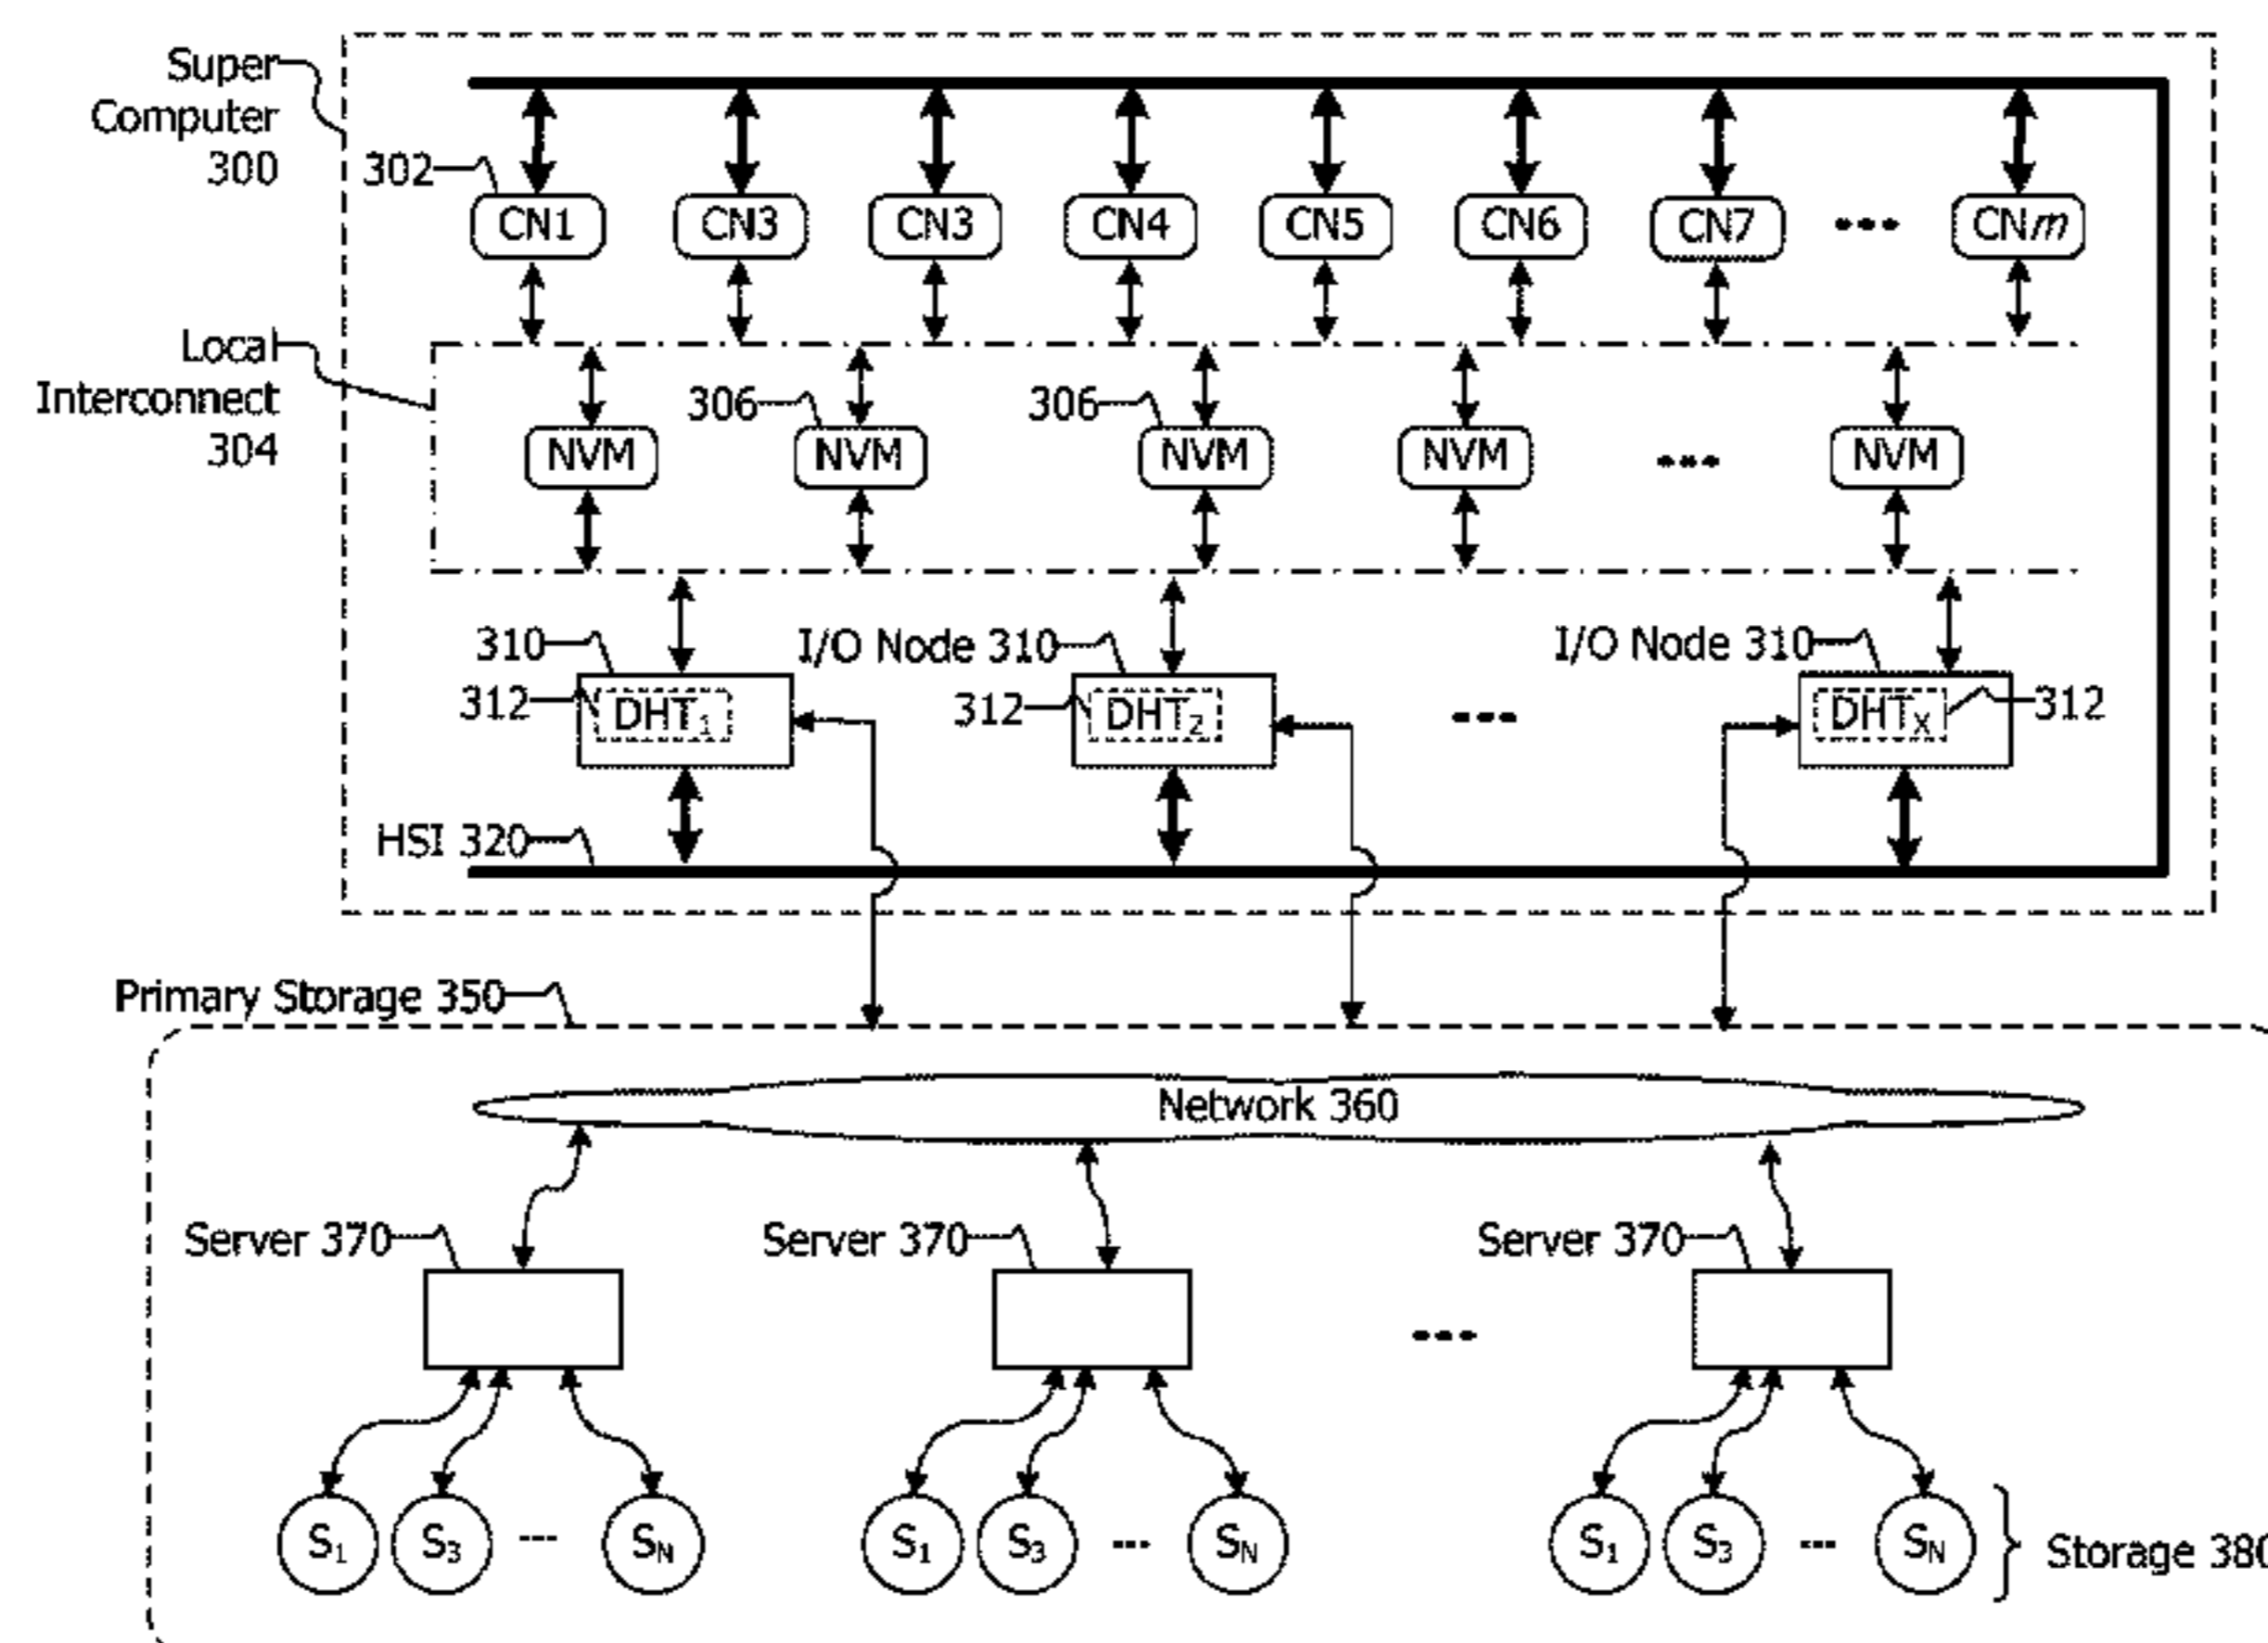 Super
Computer
300
302
CN1 CN3 CN3 CN4 CN5 CN6 CN7 ••• CNm
Local
Interconnect
304
306 306
NVM NVM NVM NVM ••• NVM
310 I/O Node 310 I/O Node 310
312 DHT1 312 DHT2 ••• DHTX 312
HSI 320
Primary Storage 350
Network 360
Server 370 Server 370 Server 370
•••
S1 S3 --- SN S1 S3 --- SN S1 S3 --- SN
Storage 380